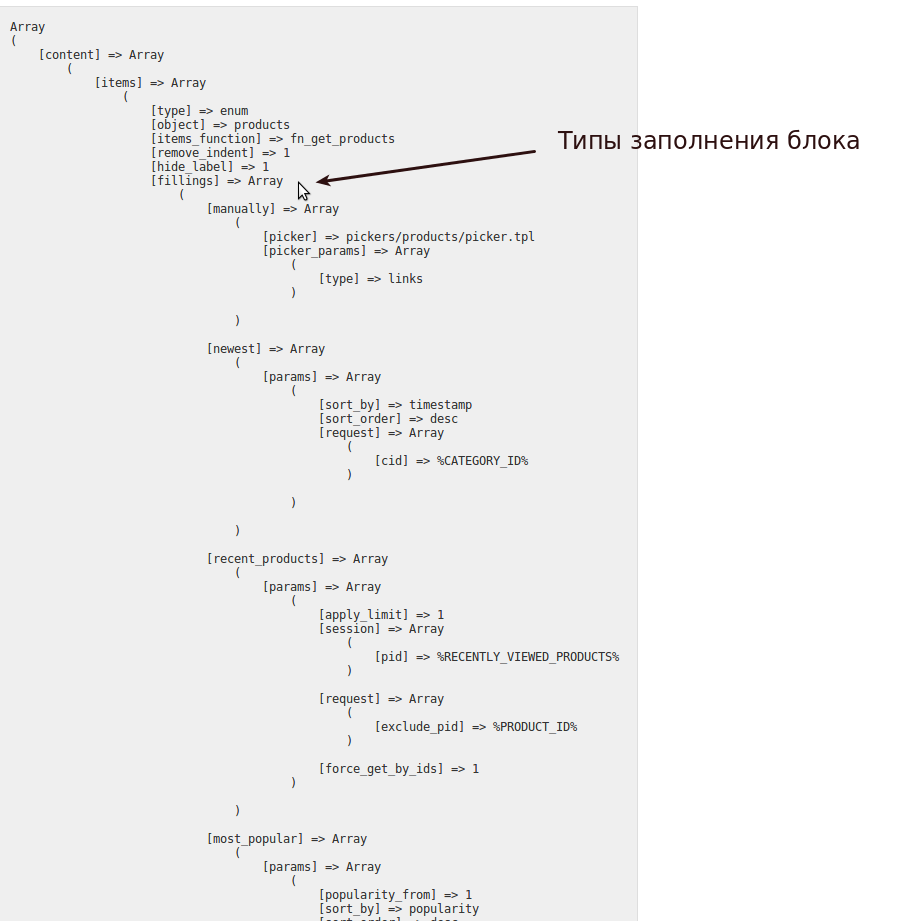 Array
(
[content] => Array
(
[items] => Array
(
[type] => enum
[object] => products
[items_function] => fn_get_products
[remove_indent] => 1
[hide_label] => 1
[fillings] => Array
Типы заполнения блока
(
[manually] => Array
(
[picker] => pickers/products/picker.tpl
[picker_params] => Array
(
[type] => links
)
)
[newest] => Array
(
[params] => Array
(
[sort_by] => timestamp
[sort_order] => desc
[request] => Array
(
[cid] => %CATEGORY_ID%
)
)
)
[recent_products] => Array
(
[params] => Array
(
[apply_limit] => 1
[session] => Array
(
[pid] => %RECENTLY_VIEWED_PRODUCTS%
)
[request] => Array
(
[exclude_pid] => %PRODUCT_ID%
)
[force_get_by_ids] => 1
)
)
[most_popular] => Array
(
[params] => Array
(
[popularity_from] => 1
[sort_by] => popularity